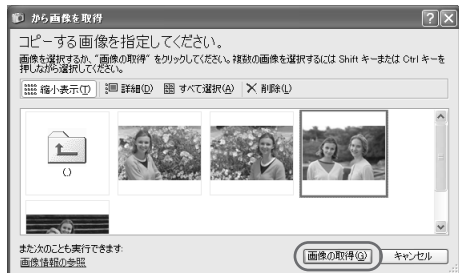 から画像を取得
コピーする画像を指定してください。
画像を選択するか、"画像の取得" をクリックしてください。複数の画像を選択するには Shift キーまたは Ctrl キーを
押しながら選択してください。
縮小表示(T) 詳細(D) すべて選択(A) 削除(L)
()
また次のことも実行できます:
画像情報の参照
画像の取得(G) キャンセル